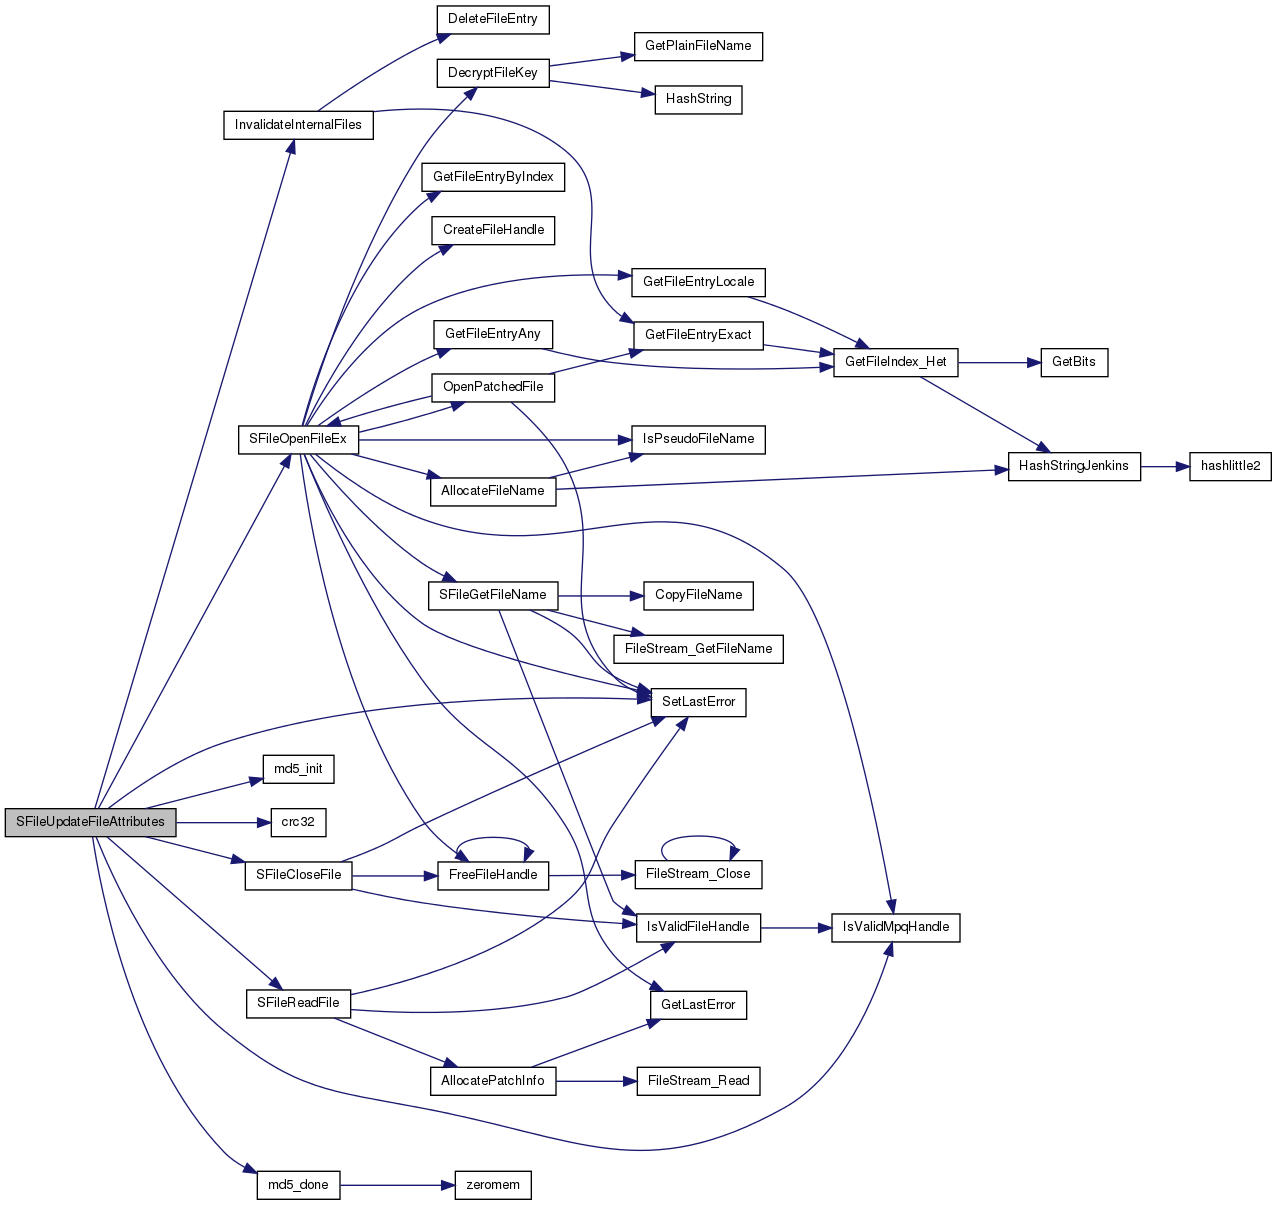 DeleteFileEntry
GetPlainFileName
DecryptFileKey
HashString
InvalidateInternalFiles
GetFileEntryByIndex
CreateFileHandle
GetFileEntryLocale
GetFileEntryAny
GetFileEntryExact
GetFileIndex_Het
GetBits
OpenPatchedFile
SFileOpenFileEx
IsPseudoFileName
HashStringJenkins
hashlittle2
AllocateFileName
SFileGetFileName
CopyFileName
FileStream_GetFileName
SetLastError
md5_init
SFileUpdateFileAttributes
crc32
SFileCloseFile
FreeFileHandle
FileStream_Close
IsValidFileHandle
IsValidMpqHandle
SFileReadFile
GetLastError
AllocatePatchInfo
FileStream_Read
md5_done
zeromem